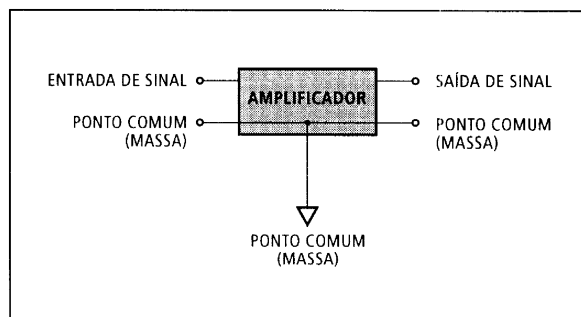 ENTRADA DE SINAL
AMPLIFICADOR
SAÍDA DE SINAL
PONTO COMUM
(MASSA)
PONTO COMUM
(MASSA)
PONTO COMUM
(MASSA)